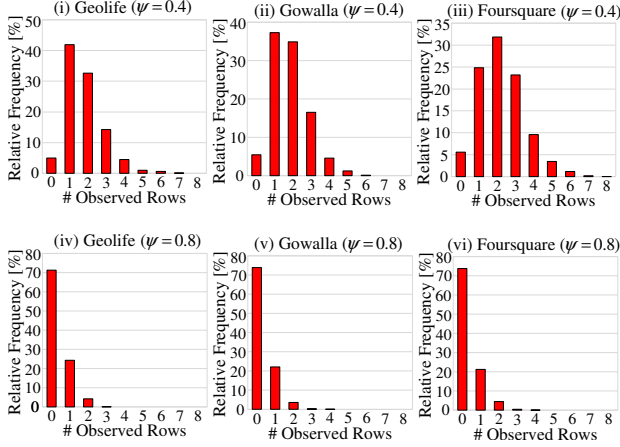 (i) Geolife (ψ = 0.4)
Relative Frequency [%]
50
40
30
20
10
0
0 1 2 3 4 5 6 7 8
# Observed Rows
(ii) Gowalla (ψ = 0.4)
Relative Frequency [%]
40
30
20
10
0
0 1 2 3 4 5 6 7 8
# Observed Rows
(iii) Foursquare (ψ = 0.4)
Relative Frequency [%]
35
30
25
20
15
10
5
0
0 1 2 3 4 5 6 7 8
# Observed Rows
(iv) Geolife (ψ = 0.8)
Relative Frequency [%]
80
70
60
50
40
30
20
10
0
0 1 2 3 4 5 6 7 8
# Observed Rows
(v) Gowalla (ψ = 0.8)
Relative Frequency [%]
80
70
60
50
40
30
20
10
0
0 1 2 3 4 5 6 7 8
# Observed Rows
(vi) Foursquare (ψ = 0.8)
Relative Frequency [%]
80
70
60
50
40
30
20
10
0
0 1 2 3 4 5 6 7 8
# Observed Rows